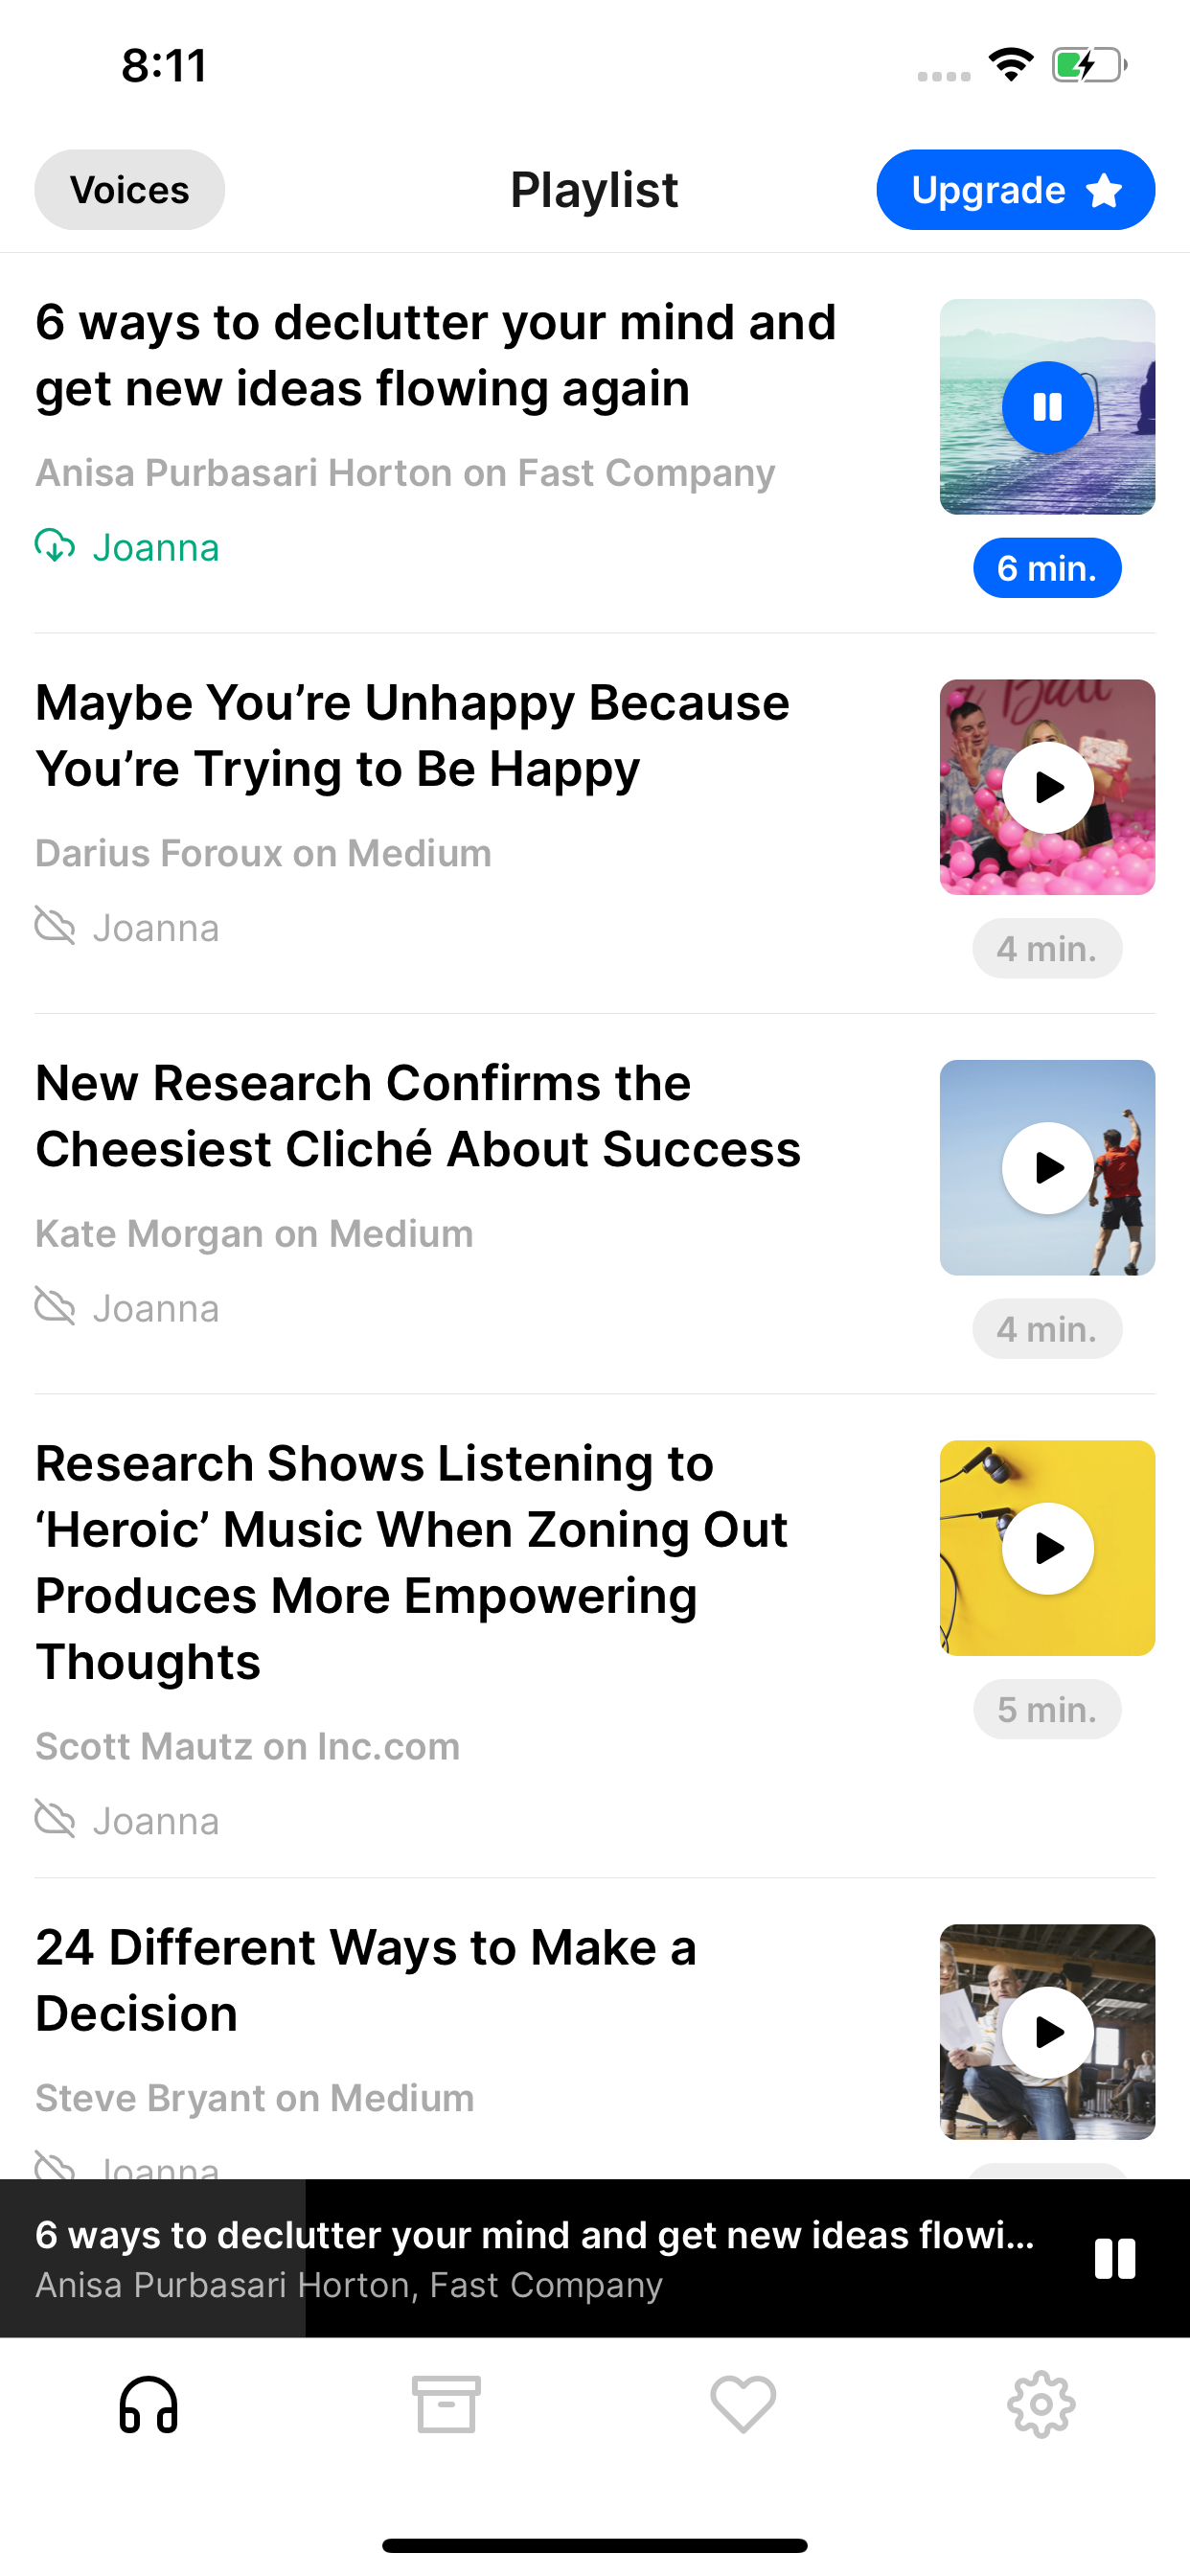 8:11
Voices
Playlist
Upgrade
6 ways to declutter your mind and
get new ideas flowing again
Anisa Purbasari Horton on Fast Company
Joanna
6 min.
Maybe You’re Unhappy Because
You’re Trying to Be Happy
Darius Foroux on Medium
Joanna
4 min.
New Research Confirms the
Cheesiest Cliché About Success
Kate Morgan on Medium
Joanna
4 min.
Research Shows Listening to
‘Heroic’ Music When Zoning Out
Produces More Empowering
Thoughts
Scott Mautz on Inc.com
Joanna
5 min.
24 Different Ways to Make a
Decision
Steve Bryant on Medium
Joanna
6 ways to declutter your mind and get new ideas flowi...
Anisa Purbasari Horton, Fast Company